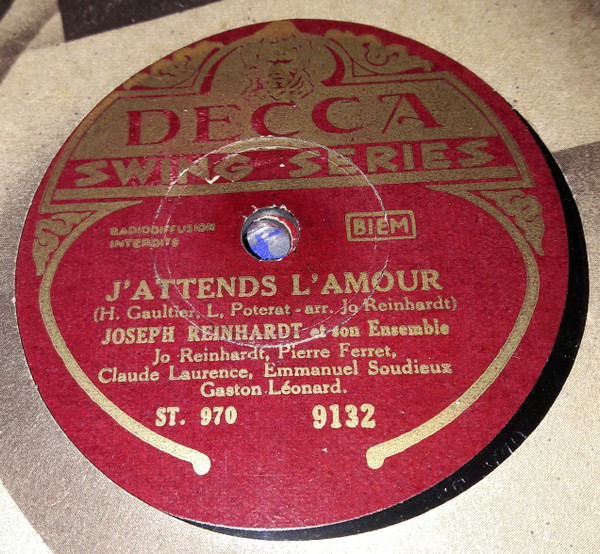 DECCA
SWING SERIES
RADIODIFFUSION
INTERDITE
BIEM
J'ATTENDS L'AMOUR
(H. Gaultier, L. Poterat - arr. Jo Reinhardt)
JOSEPH REINHARDT et son Ensemble
Jo Reinhardt, Pierre Ferret,
Claude Laurence, Emmanuel Soudieux
Gaston Léonard.
ST. 970 9132